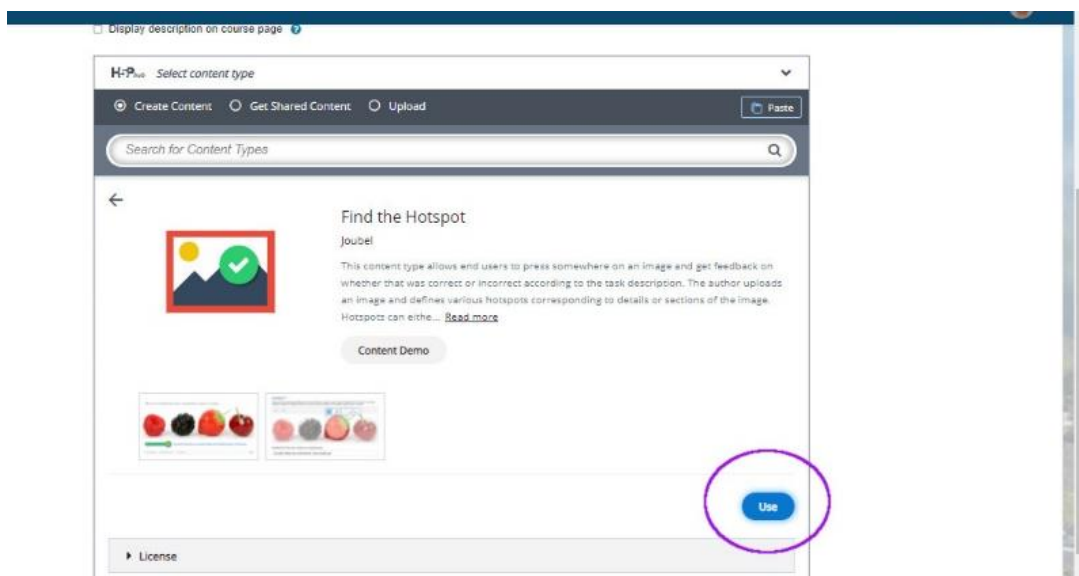 Display description on course page
H5P Select content type
Create Content Get Shared Content Upload Paste
Search for Content Types
Find the Hotspot
Joubel
This content type allows end users to press somewhere on an image and get feedback on
whether that was correct or incorrect according to the task description. The author uploads
an image and defines various hotspots corresponding to details or sections of the image.
Hotspots can eithe... Read more
Content Demo
Use
License